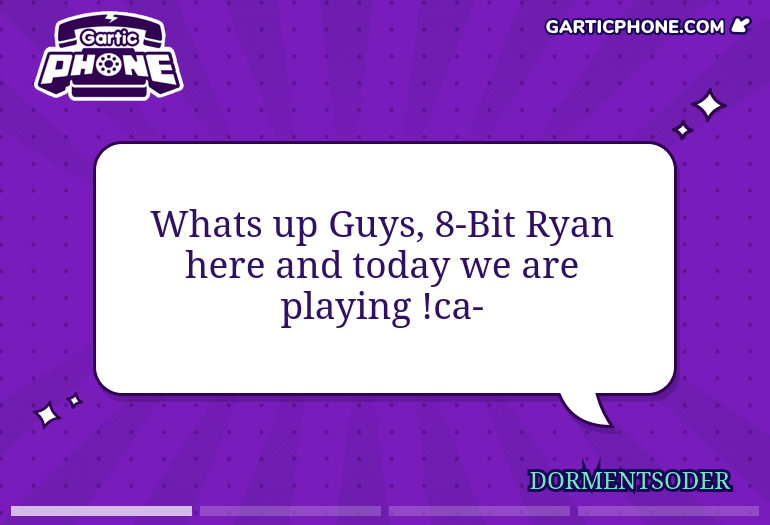 Gartic
PHONE
GARTICPHONE.COM
Whats up Guys, 8-Bit Ryan
here and today we are
playing !ca-
DORMENTSODER